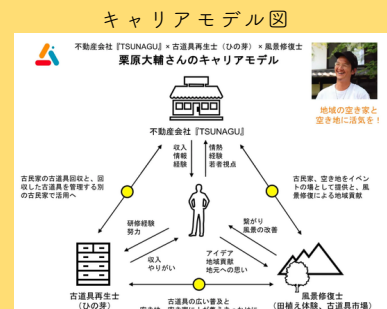 キャリアモデル図
不動産会社『TSUNAGU』× 古道具再生士（ひの芽）× 風景修復士
栗原大輔さんのキャリアモデル
地域の空き家と
空き地に活気を！
不動産会社『TSUNAGU』
収入
情報
経験
情熱
経験
若者視点
古民家の古道具回収と、回
収した古道具を管理する別
の古民家で活用へ
古民家、空き地をイベン
トの場として提供と、風
景修復による地域貢献
研修経験
努力
繋がり
風景の改善
収入
やりがい
アイデア
地域貢献
地元への思い
古道具再生士
（ひの芽）
古道具の広い普及と
風景修復士
（田植え体験、古道具市場）